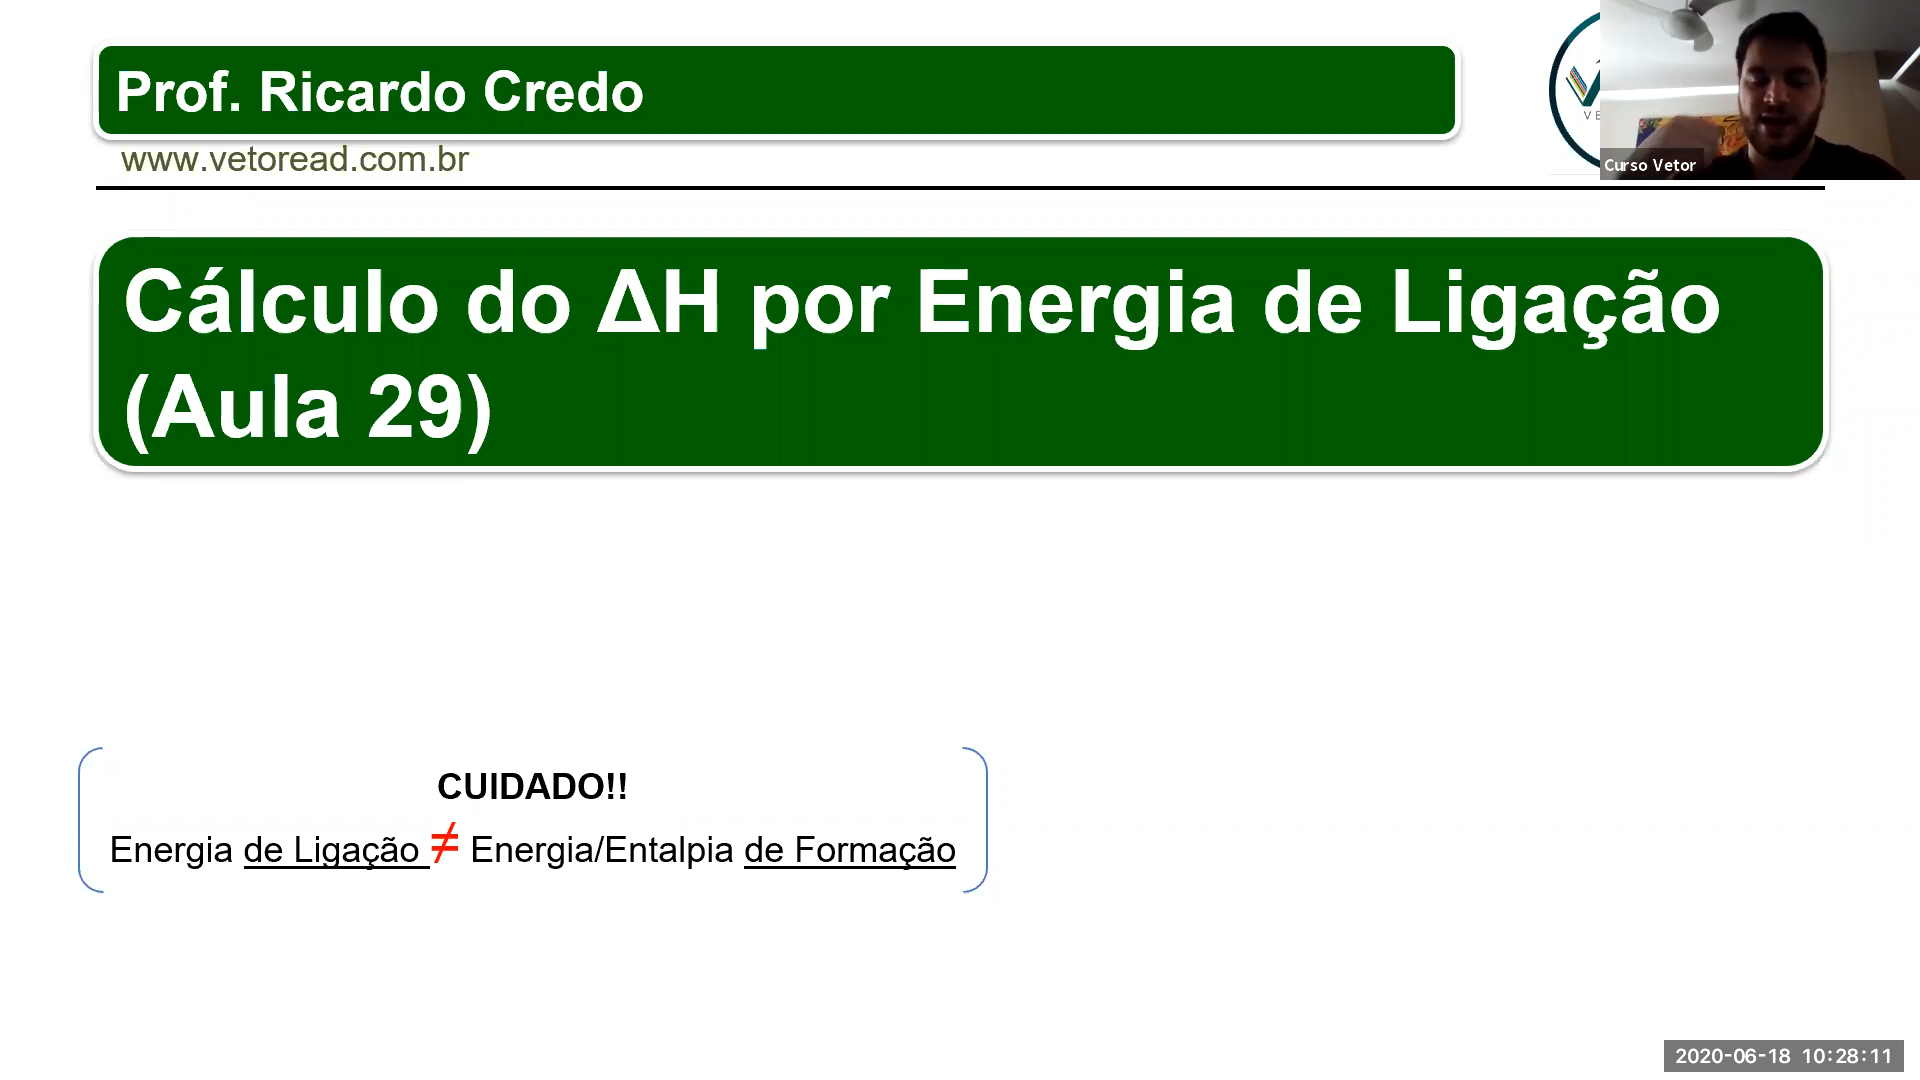 Prof. Ricardo Credo
www.vetoread.com.br
Curso Vetor
Cálculo do ΔH por Energia de Ligação
(Aula 29)
CUIDADO!!
Energia de Ligação ≠ Energia/Entalpia de Formação
2020-06-18 10:28:11